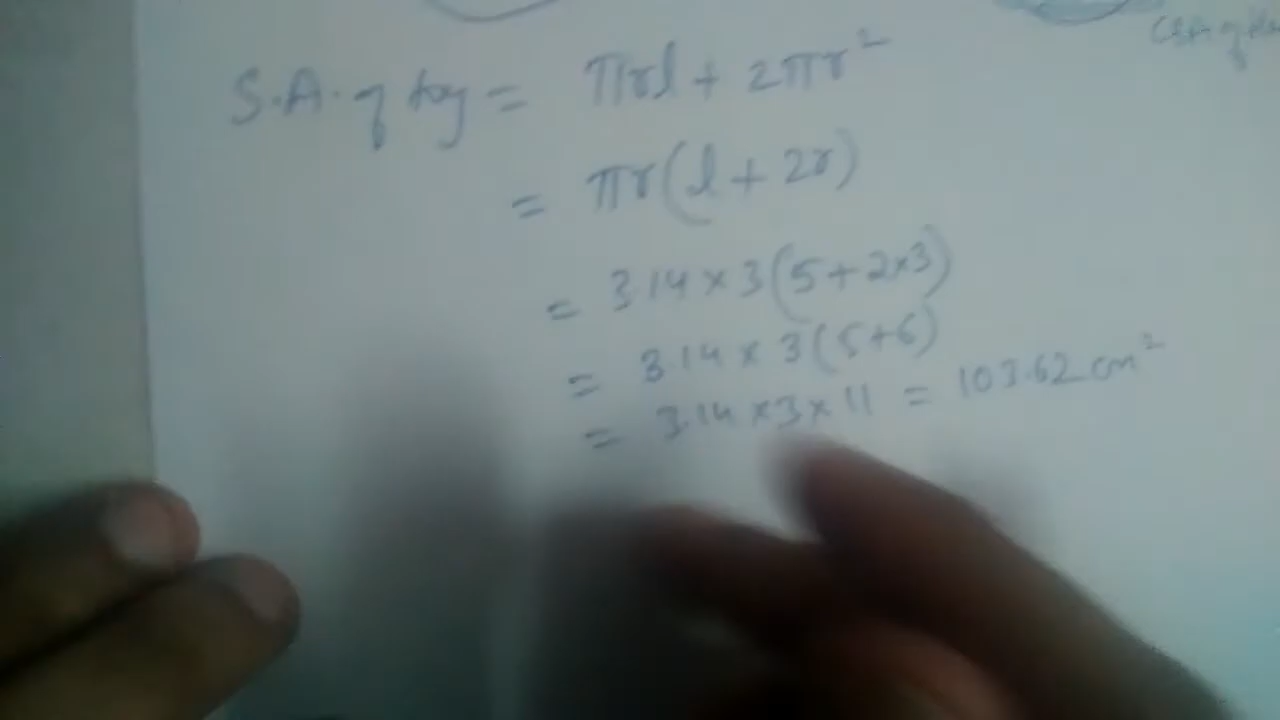 S.A. of toy = πrl + 2πr²
= πr(l + 2r)
= 3.14 × 3(5 + 2×3)
= 3.14 × 3(5+6)
= 3.14 × 3 × 11 = 103.62 cm²